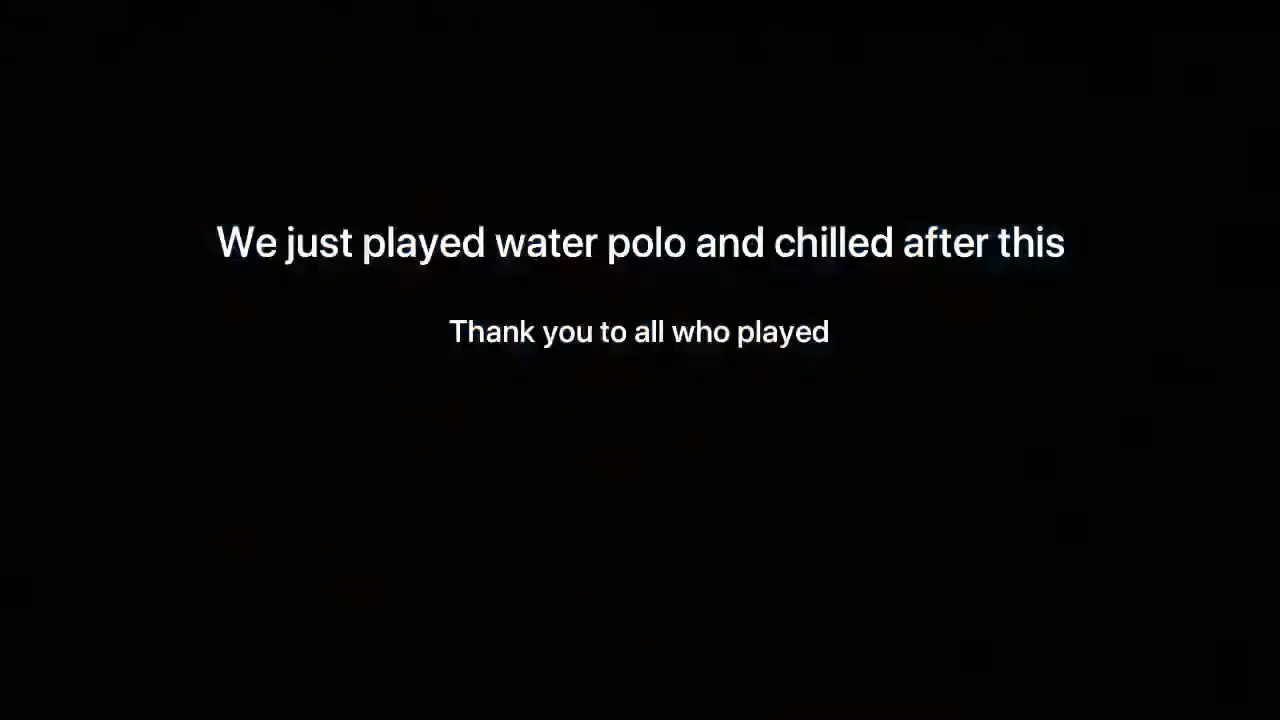 We just played water polo and chilled after this
Thank you to all who played